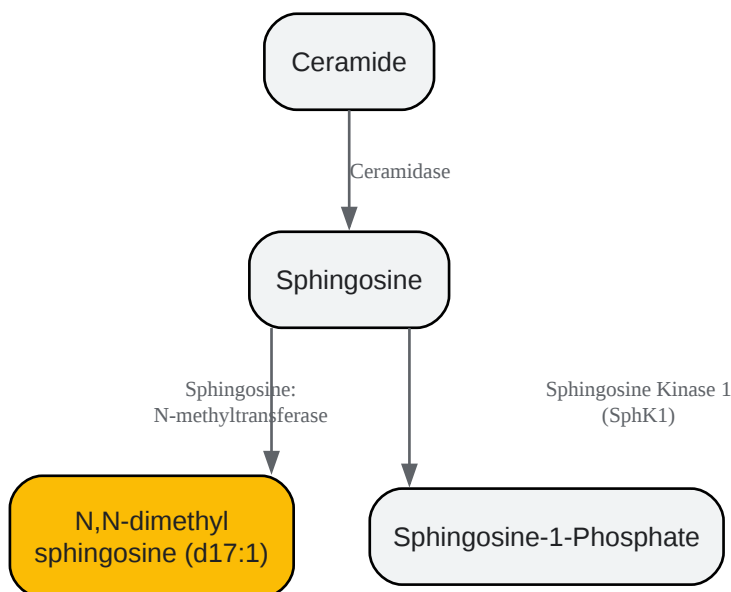 Ceramide
Ceramidase
Sphingosine
Sphingosine:
N-methyltransferase
Sphingosine Kinase 1
(SphK1)
N,N-dimethyl
sphingosine (d17:1)
Sphingosine-1-Phosphate